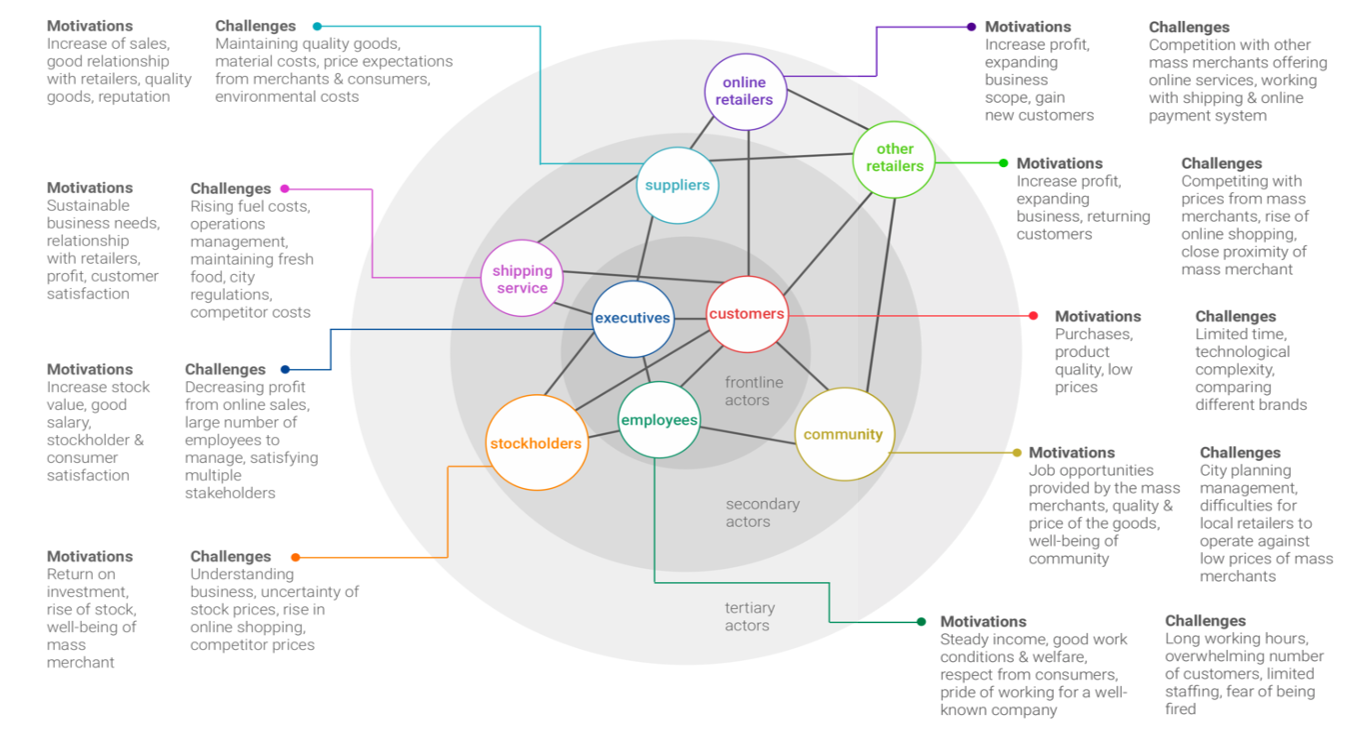 Motivations
Increase of sales,
good relationship
with retailers, quality
goods, reputation
Challenges
Maintaining quality goods,
material costs, price expectations
from merchants & consumers,
environmental costs
Motivations
Sustainable
business needs,
relationship
with retailers,
profit, customer
satisfaction
Challenges
Rising fuel costs,
operations
management,
maintaining fresh
food, city
regulations,
competitor costs
Motivations
Increase stock
value, good
salary,
stockholder &
consumer
satisfaction
Challenges
Decreasing profit
from online sales,
large number of
employees to
manage, satisfying
multiple
stakeholders
Motivations
Return on
investment,
rise of stock,
well-being of
mass
merchant
Challenges
Understanding
business, uncertainty of
stock prices, rise in
online shopping,
competitor prices
online
retailers
other
retailers
suppliers
shipping
service
executives
customers
frontline
actors
employees
stockholders
community
secondary
actors
tertiary
actors
Motivations
Increase profit,
expanding
business
scope, gain
new customers
Challenges
Competition with other
mass merchants offering
online services, working
with shipping & online
payment system
Motivations
Increase profit,
expanding
business, returning
customers
Challenges
Competiting with
prices from mass
merchants, rise of
online shopping,
close proximity of
mass merchant
Motivations
Purchases,
product
quality, low
prices
Challenges
Limited time,
technological
complexity,
comparing
different brands
Motivations
Job opportunities
provided by the mass
merchants, quality &
price of the goods,
well-being of
community
Challenges
City planning
management,
difficulties for
local retailers to
operate against
low prices of mass
merchants
Motivations
Steady income, good work
conditions & welfare,
respect from consumers,
pride of working for a well-
known company
Challenges
Long working hours,
overwhelming number
of customers, limited
staffing, fear of being
fired